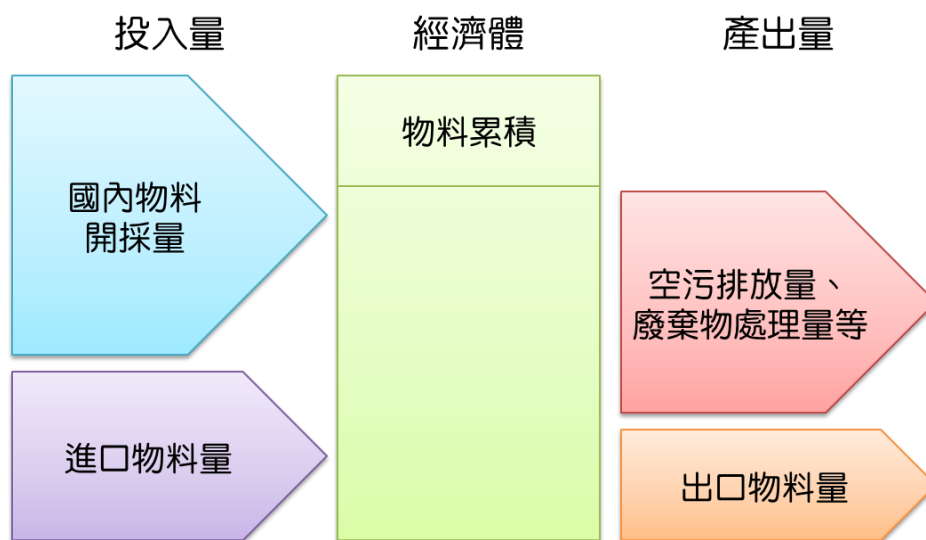 投入量
經濟體
產出量
國內物料
開採量
物料累積
空污排放量、
廢棄物處理量等
進口物料量
出口物料量